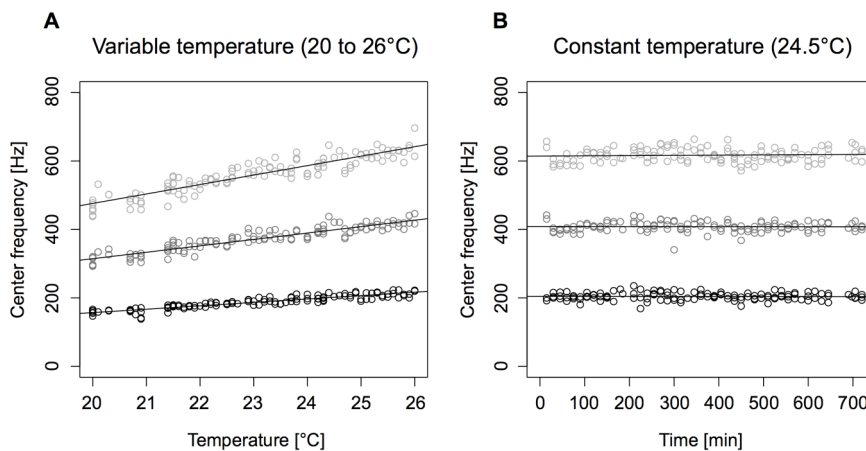 A
Variable temperature (20 to 26°C)
Center frequency [Hz]
0 200 400 600 800
20 21 22 23 24 25 26
Temperature [°C]
B
Constant temperature (24.5°C)
Center frequency [Hz]
0 200 400 600 800
0 100 200 300 400 500 600 700
Time [min]